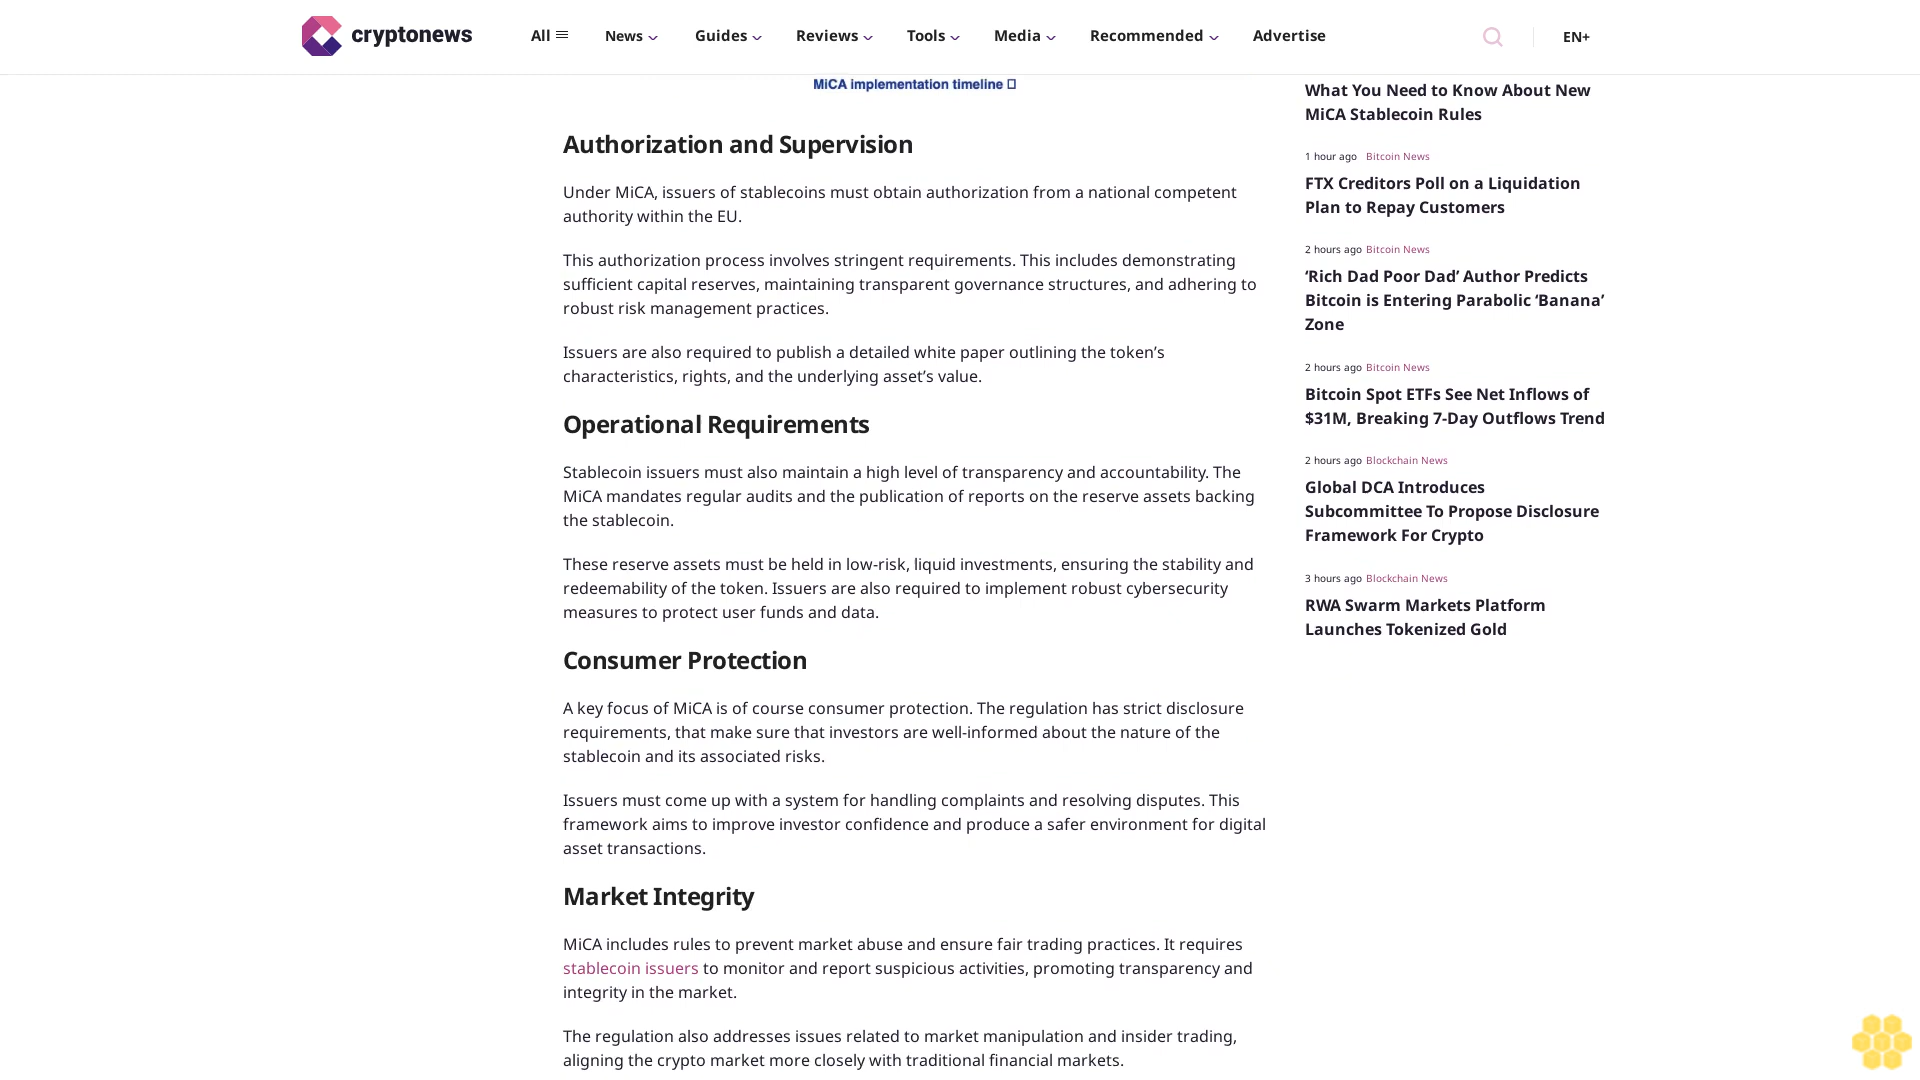 cryptonews
All
News
Guides
Reviews
Tools
Media
Recommended
Advertise
EN+
MiCA implementation timeline
Authorization and Supervision
Under MiCA, issuers of stablecoins must obtain authorization from a national competent
authority within the EU.
This authorization process involves stringent requirements. This includes demonstrating
sufficient capital reserves, maintaining transparent governance structures, and adhering to
robust risk management practices.
Issuers are also required to publish a detailed white paper outlining the token’s
characteristics, rights, and the underlying asset’s value.
Operational Requirements
Stablecoin issuers must also maintain a high level of transparency and accountability. The
MiCA mandates regular audits and the publication of reports on the reserve assets backing
the stablecoin.
These reserve assets must be held in low-risk, liquid investments, ensuring the stability and
redeemability of the token. Issuers are also required to implement robust cybersecurity
measures to protect user funds and data.
Consumer Protection
A key focus of MiCA is of course consumer protection. The regulation has strict disclosure
requirements, that make sure that investors are well-informed about the nature of the
stablecoin and its associated risks.
Issuers must come up with a system for handling complaints and resolving disputes. This
framework aims to improve investor confidence and produce a safer environment for digital
asset transactions.
Market Integrity
MiCA includes rules to prevent market abuse and ensure fair trading practices. It requires
stablecoin issuers to monitor and report suspicious activities, promoting transparency and
integrity in the market.
The regulation also addresses issues related to market manipulation and insider trading,
aligning the crypto market more closely with traditional financial markets.
What You Need to Know About New
MiCA Stablecoin Rules
1 hour ago Bitcoin News
FTX Creditors Poll on a Liquidation
Plan to Repay Customers
2 hours ago Bitcoin News
‘Rich Dad Poor Dad’ Author Predicts
Bitcoin is Entering Parabolic ‘Banana’
Zone
2 hours ago Bitcoin News
Bitcoin Spot ETFs See Net Inflows of
$31M, Breaking 7-Day Outflows Trend
2 hours ago Blockchain News
Global DCA Introduces
Subcommittee To Propose Disclosure
Framework For Crypto
3 hours ago Blockchain News
RWA Swarm Markets Platform
Launches Tokenized Gold